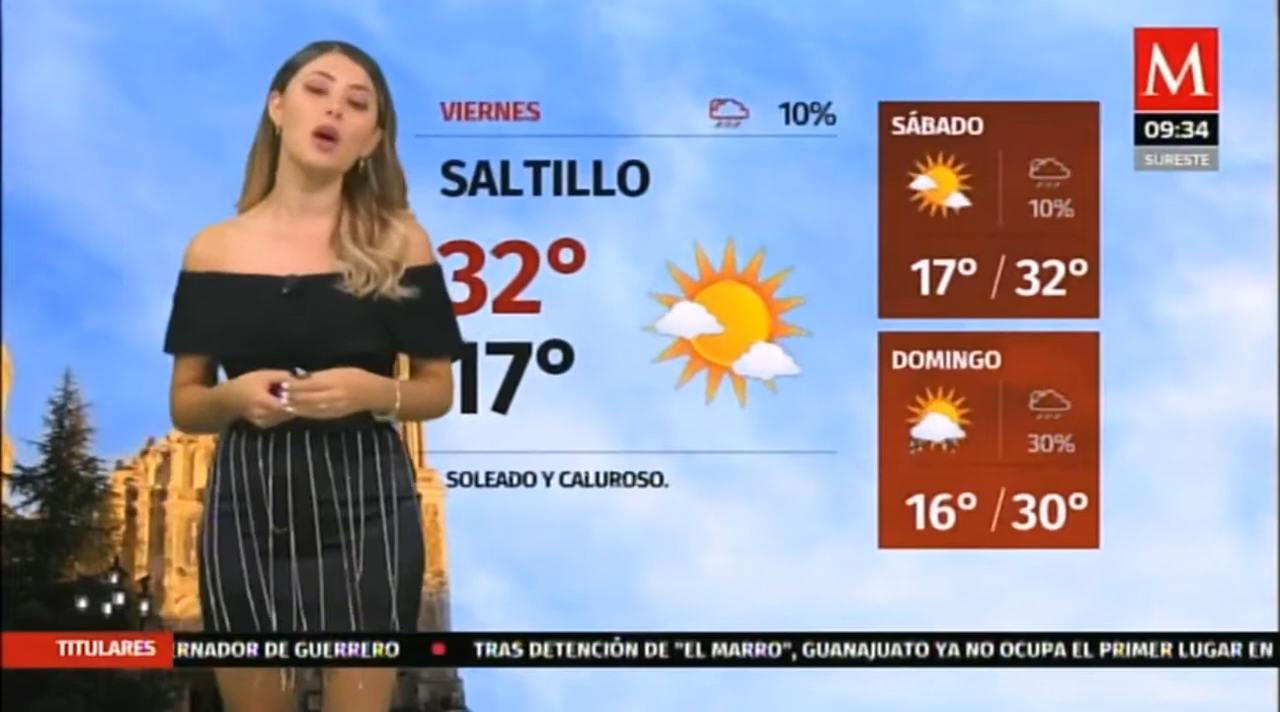 VIERNES
10%
SALTILLO
32°
17°
SOLEADO Y CALUROSO.
SÁBADO
10%
17° / 32°
DOMINGO
30%
16° / 30°
M
09:34
SURESTE
TITULARES
ERNADOR DE GUERRERO • TRAS DETENCIÓN DE "EL MARRO", GUANAJUATO YA NO OCUPA EL PRIMER LUGAR EN